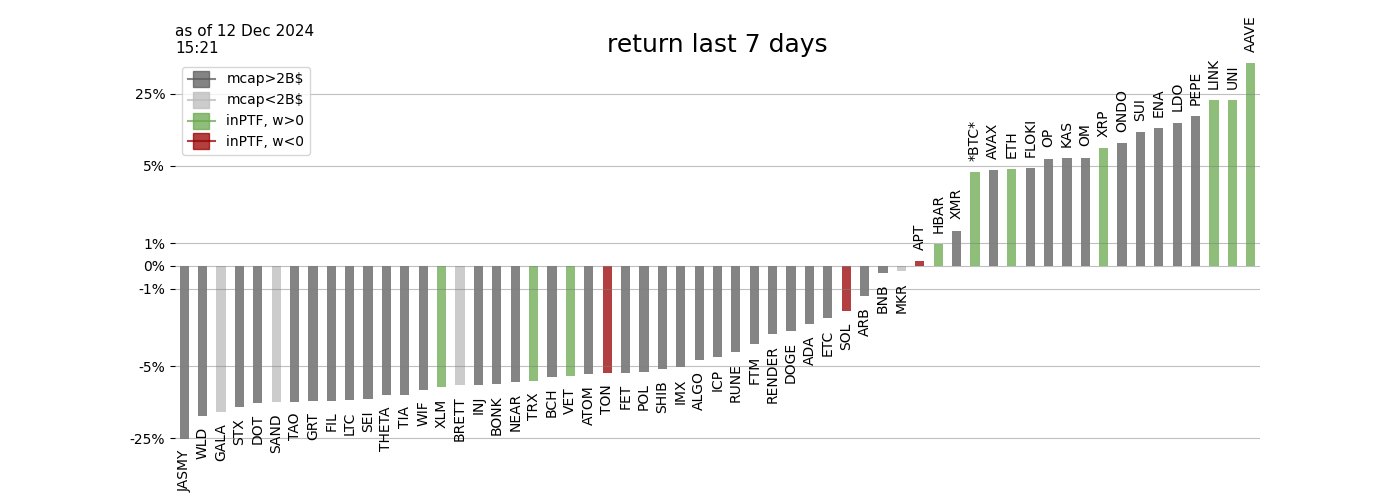 as of 12 Dec 2024
15:21
return last 7 days
mcap>2B$
mcap<2B$
inPTF, w>0
inPTF, w<0
25%
5%
1%
0%
-1%
-5%
-25%
JASMY
WLD
GALA
STX
DOT
SAND
TAO
GRT
FIL
LTC
SEI
THETA
TIA
WIF
XLM
BRETT
INJ
BONK
NEAR
TRX
BCH
VET
ATOM
TON
FET
POL
SHIB
IMX
ALGO
ICP
RUNE
FTM
RENDER
DOGE
ADA
ETC
SOL
ARB
BNB
MKR
APT
HBAR
XMR
*BTC*
AVAX
ETH
FLOKI
OP
KAS
OM
XRP
ONDO
SUI
ENA
LDO
PEPE
LINK
UNI
AAVE